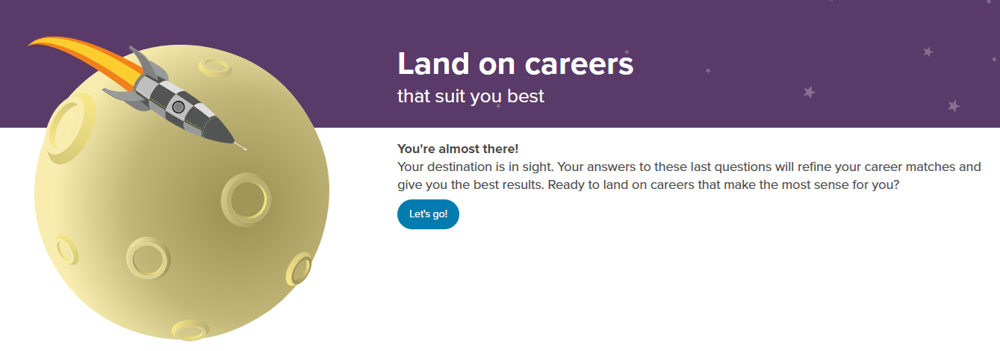 Land on careers
that suit you best
You're almost there!
Your destination is in sight. Your answers to these last questions will refine your career matches and
give you the best results. Ready to land on careers that make the most sense for you?
Let's go!